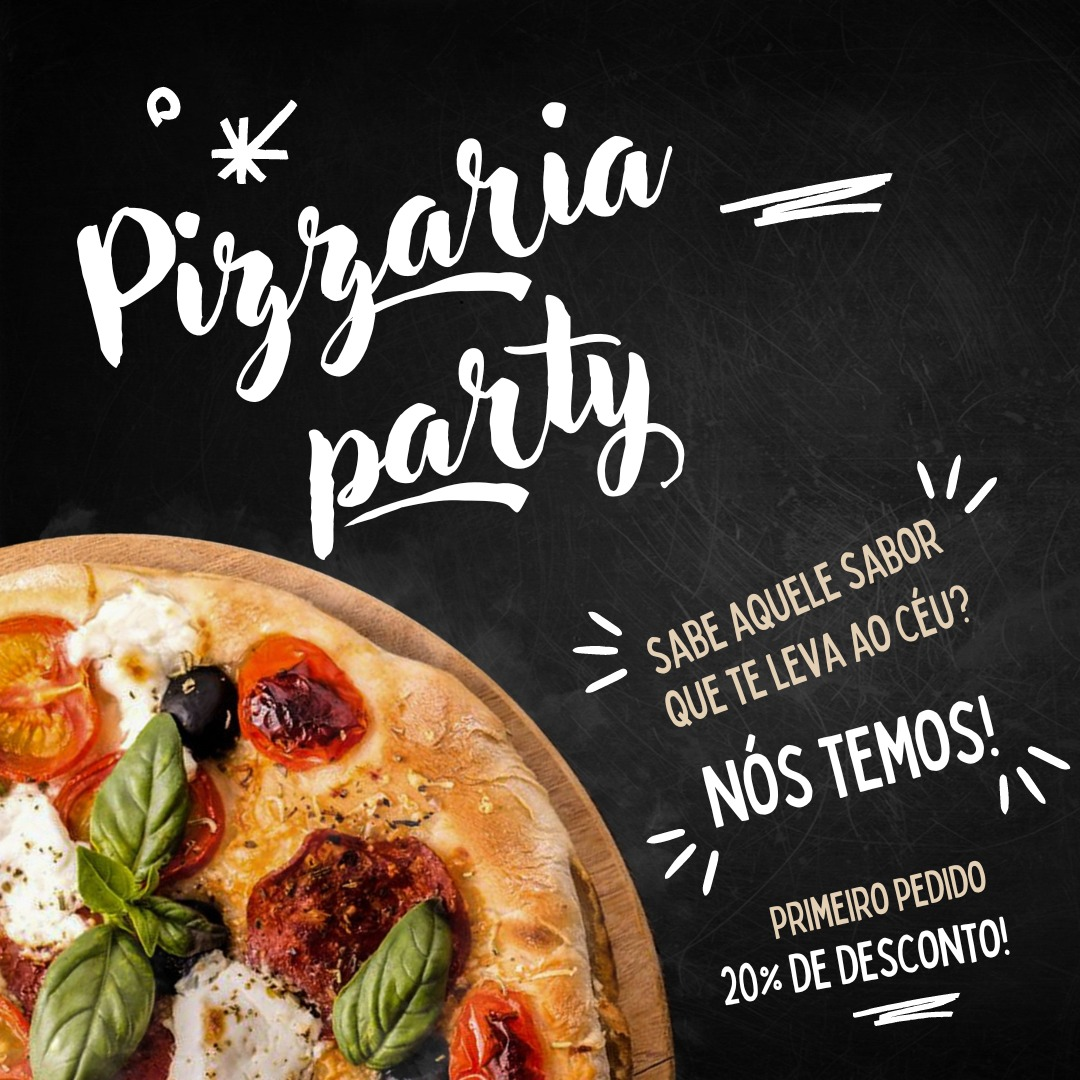 Pizzaria
party
SABE AQUELE SABOR
QUE TE LEVA AO CÉU?
NÓS TEMOS!
PRIMEIRO PEDIDO
20% DE DESCONTO!